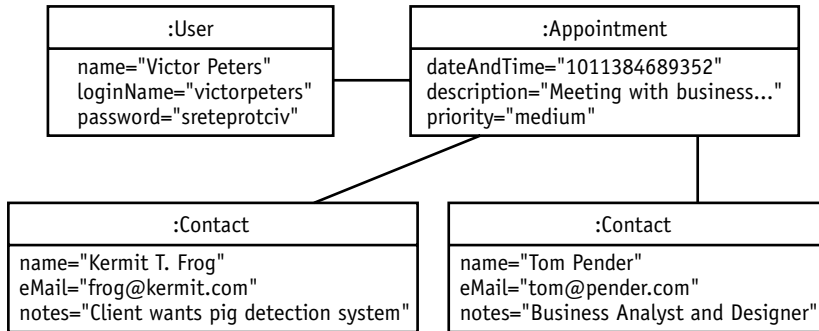 :User
name="Victor Peters"
loginName="victorpeters"
password="sreteprotciv"
:Appointment
dateAndTime="1011384689352"
description="Meeting with business..."
priority="medium"
:Contact
name="Kermit T. Frog"
eMail="frog@kermit.com"
notes="Client wants pig detection system"
:Contact
name="Tom Pender"
eMail="tom@pender.com"
notes="Business Analyst and Designer"